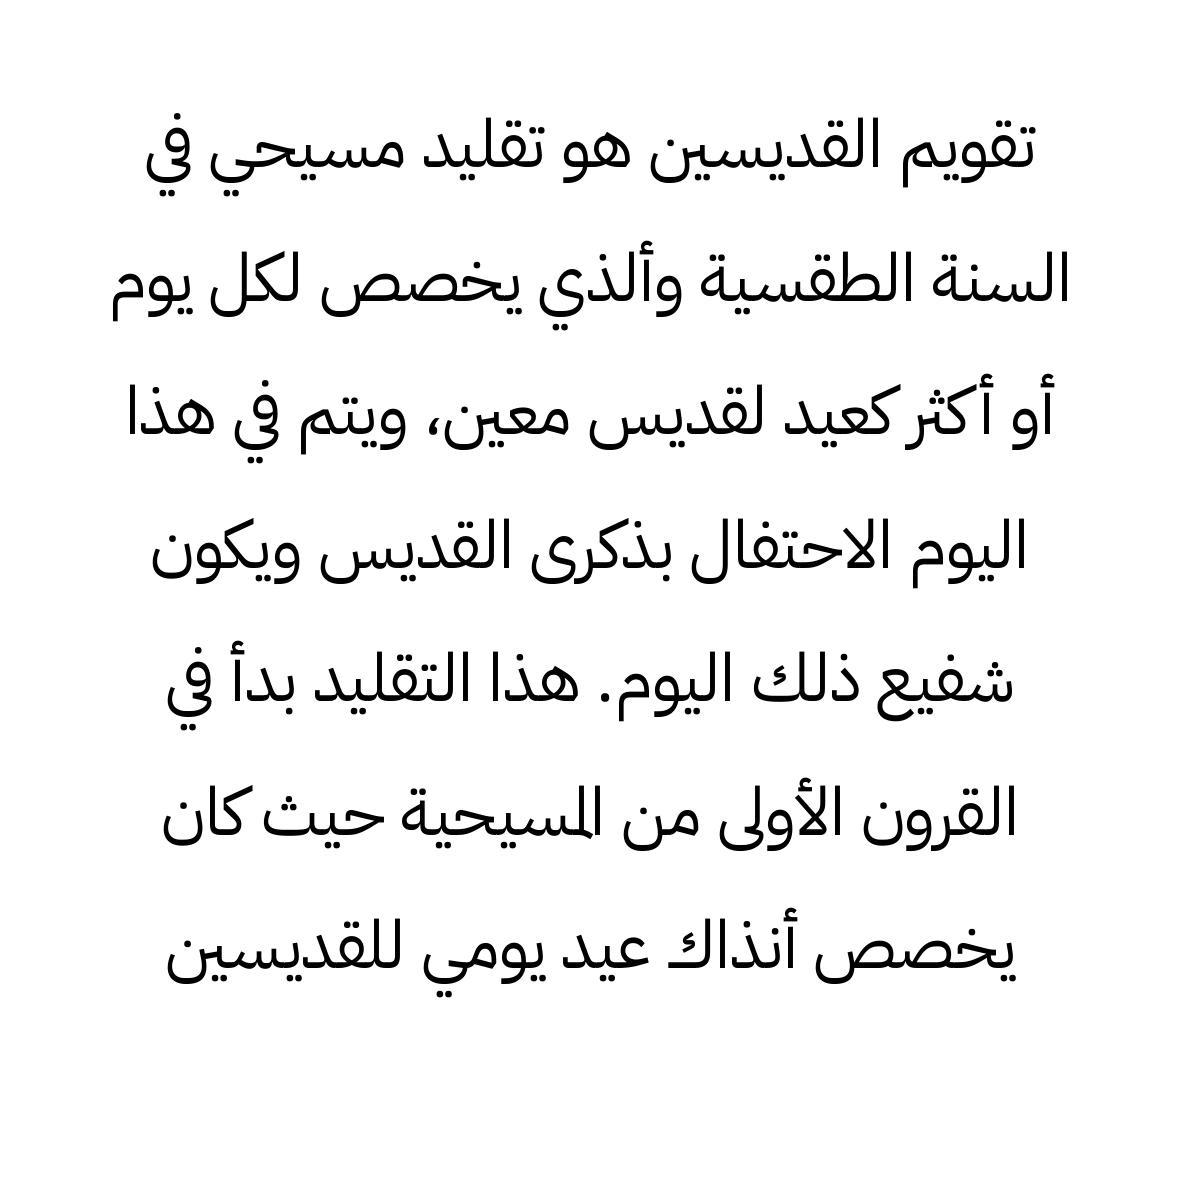 تقويم القديسين هو تقليد مسيحي في
السنة الطقسية وألذي يخصص لكل يوم
أو أكثر كعيد لقديس معين، ويتم في هذا
اليوم الاحتفال بذكرى القديس ويكون
شفيع ذلك اليوم. هذا التقليد بدأ في
القرون الأولى من المسيحية حيث كان
يخصص أنذاك عيد يومي للقديسين